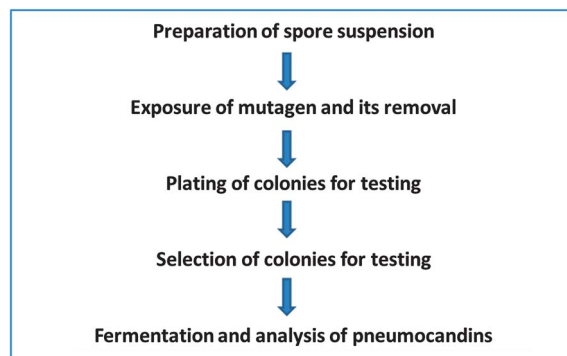 Preparation of spore suspension
Exposure of mutagen and its removal
Plating of colonies for testing
Selection of colonies for testing
Fermentation and analysis of pneumocandins